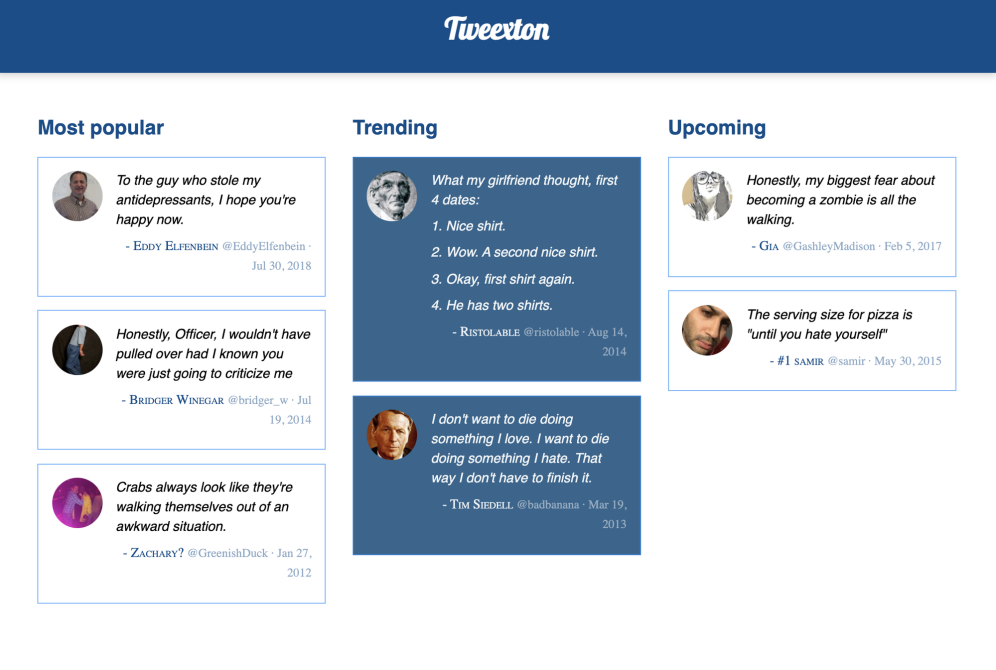 Tweexton
Most popular
To the guy who stole my
antidepressants, I hope you're
happy now.
- Eddy Elfenbein @EddyElfenbein ·
Jul 30, 2018
Honestly, Officer, I wouldn't have
pulled over had I known you
were just going to criticize me
- Bridger Winegar @bridger_w · Jul
19, 2014
Crabs always look like they're
walking themselves out of an
awkward situation.
- Zachary? @GreenishDuck · Jan 27,
2012
Trending
What my girlfriend thought, first
4 dates:
1. Nice shirt.
2. Wow. A second nice shirt.
3. Okay, first shirt again.
4. He has two shirts.
- Ristolable @ristolable · Aug 14,
2014
I don't want to die doing
something I love. I want to die
doing something I hate. That
way I don't have to finish it.
- Tim Siedell @badbanana · Mar 19,
2013
Upcoming
Honestly, my biggest fear about
becoming a zombie is all the
walking.
- Gia @GashleyMadison · Feb 5, 2017
The serving size for pizza is
"until you hate yourself"
- #1 samir @samir · May 30, 2015